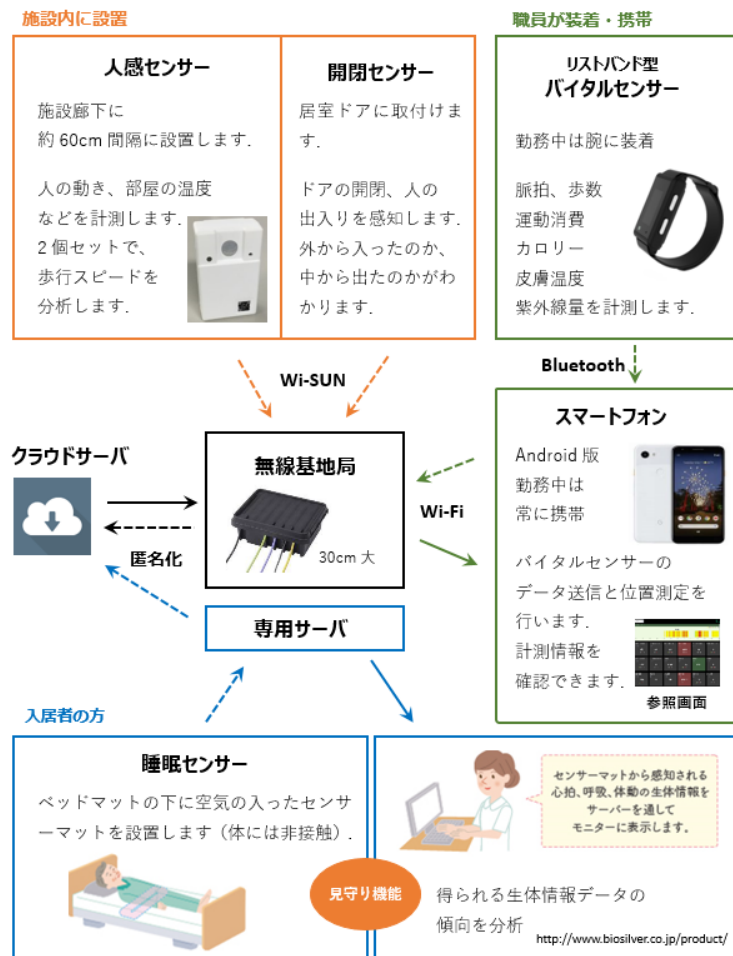 施設内に設置
人感センサー
施設廊下に
約60cm間隔に設置します.
人の動き、部屋の温度
などを計測します.
2個セットで、
歩行スピードを
分析します.
開閉センサー
居室ドアに取付けま
す.
ドアの開閉、人の
出入りを感知します.
外から入ったのか、
中から出たのかがわ
かります.
職員が装着・携帯
リストバンド型
バイタルセンサー
勤務中は腕に装着
脈拍、歩数
運動消費
カロリー
皮膚温度
紫外線量を計測します.
Wi-SUN
Bluetooth
クラウドサーバ
匿名化
無線基地局
30cm大
Wi-Fi
専用サーバ
スマートフォン
Android版
勤務中は
常に携帯
バイタルセンサーの
データ送信と位置測定を
行います.
計測情報を
確認できます.
参照画面
入居者の方
睡眠センサー
ベッドマットの下に空気の入ったセンサ
ーマットを設置します（体には非接触）.
センサーマットから感知される
心拍、呼吸、体動の生体情報を
サーバーを通して
モニターに表示します。
見守り機能
得られる生体情報データの
傾向を分析
http://www.biosilver.co.jp/product/